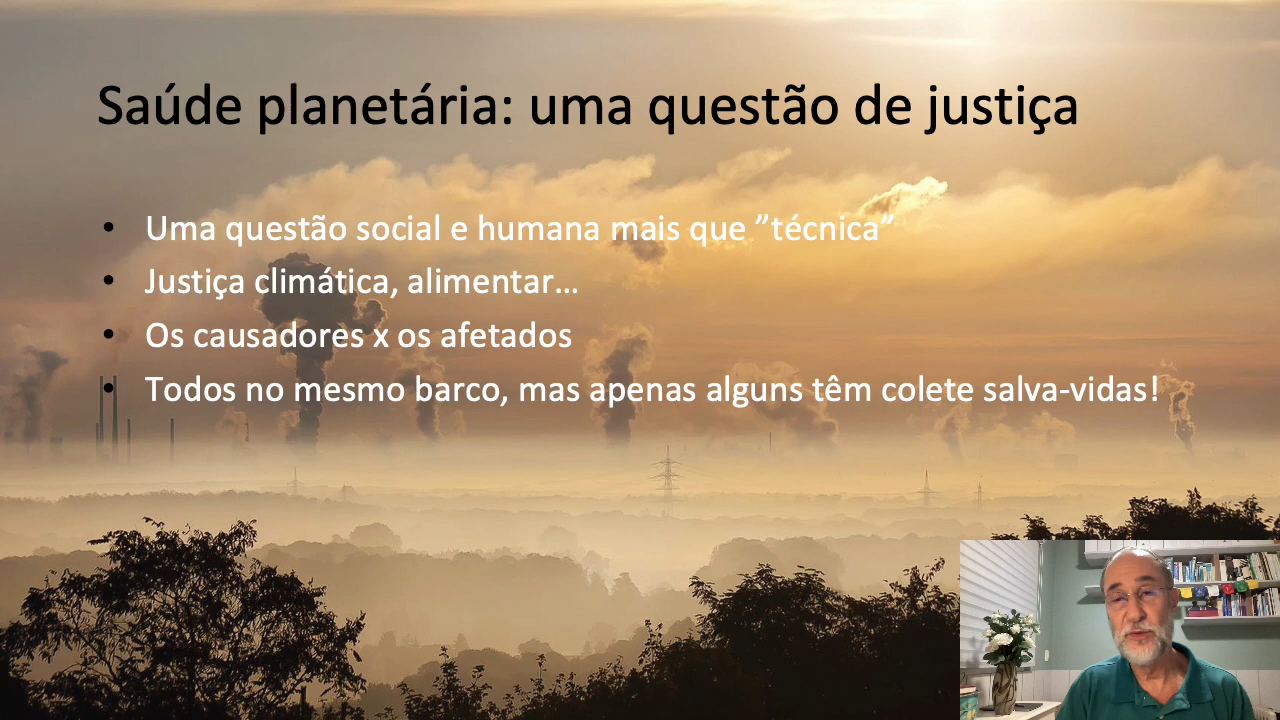 Saúde planetária: uma questão de justiça
• Uma questão social e humana mais que ”técnica”
• Justiça climática, alimentar…
• Os causadores x os afetados
• Todos no mesmo barco, mas apenas alguns têm colete salva-vidas!